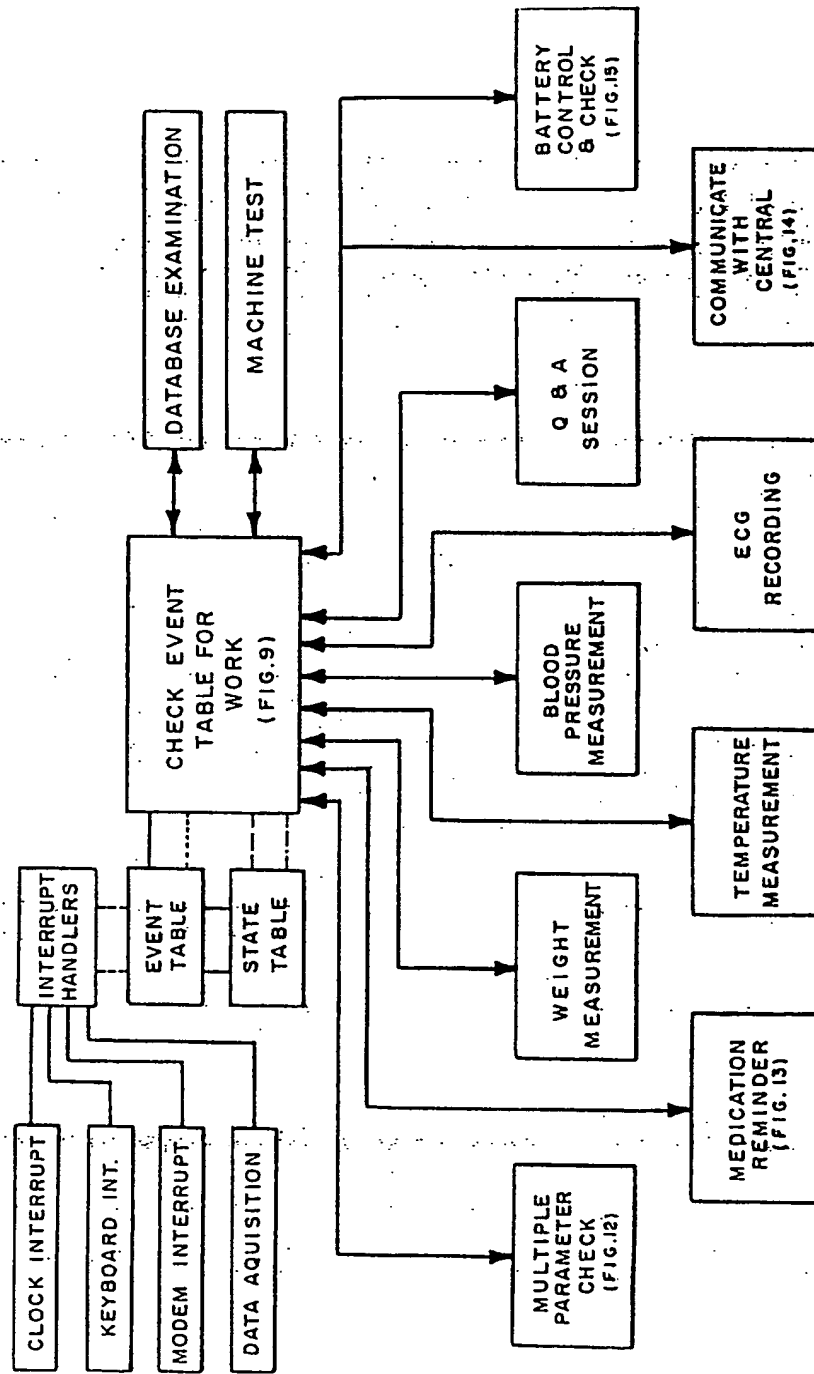 CLOCK INTERRUPT
KEYBOARD INT.
MODEM INTERRUPT
DATA AQUISITION
INTERRUPT
HANDLERS
EVENT
TABLE
STATE
TABLE
CHECK EVENT
TABLE FOR
WORK
(FIG.9)
DATABASE EXAMINATION
MACHINE TEST
MULTIPLE
PARAMETER
CHECK
(FIG.12)
WEIGHT
MEASUREMENT
BLOOD
PRESSURE
MEASUREMENT
Q & A
SESSION
BATTERY
CONTROL
& CHECK
(FIG.15)
MEDICATION
REMINDER
(FIG. 13)
TEMPERATURE
MEASUREMENT
ECG
RECORDING
COMMUNICATE
WITH
CENTRAL
(FIG,14)